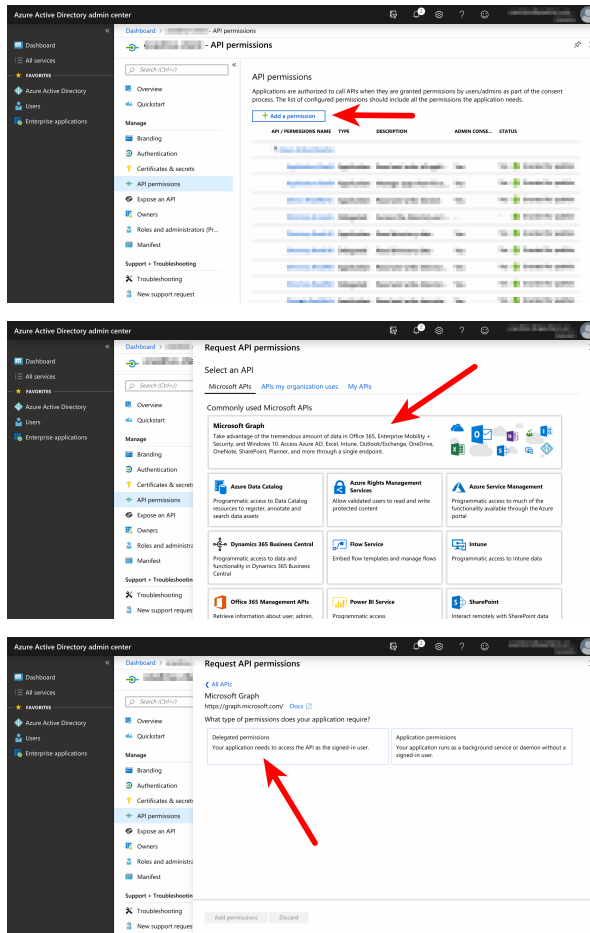 Azure Active Directory admin center
Dashboard > - API permissions
- API permissions
Dashboard
All services
FAVORITES
Azure Active Directory
Users
Enterprise applications
Search (Ctrl+/)
Overview
Quickstart
Manage
Branding
Authentication
Certificates & secrets
API permissions
Expose an API
Owners
Roles and administrators (Pr...
Manifest
Support + Troubleshooting
Troubleshooting
New support request
API permissions
Applications are authorized to call APIs when they are granted permissions by users/admins as part of the consent
process. The list of configured permissions should include all the permissions the application needs.
+ Add a permission
API / PERMISSIONS NAME TYPE DESCRIPTION ADMIN CONSE... STATUS
Azure Active Directory admin center
Dashboard >
Dashboard
All services
FAVORITES
Azure Active Directory
Users
Enterprise applications
Search (Ctrl+/)
Overview
Quickstart
Manage
Branding
Authentication
Certificates & secrets
API permissions
Expose an API
Owners
Roles and administra
Manifest
Support + Troubleshootin
Troubleshooting
New support reques
Request API permissions
Select an API
Microsoft APIs APIs my organization uses My APIs
Commonly used Microsoft APIs
Microsoft Graph
Take advantage of the tremendous amount of data in Office 365, Enterprise Mobility +
Security, and Windows 10. Access Azure AD, Excel, Intune, Outlook/Exchange, OneDrive,
OneNote, SharePoint, Planner, and more through a single endpoint.
Azure Data Catalog
Programmatic access to Data Catalog
resources to register, annotate and
search data assets
Azure Rights Management
Services
Allow validated users to read and write
protected content
Azure Service Management
Programmatic access to much of the
functionality available through the Azure
portal
Dynamics 365 Business Central
Programmatic access to data and
functionality in Dynamics 365 Business
Central
Flow Service
Embed flow templates and manage flows
Intune
Programmatic access to Intune data
Office 365 Management APIs
Retrieve information about user, admin,
Power BI Service
Programmatic access
SharePoint
Interact remotely with SharePoint data
Azure Active Directory admin center
Dashboard >
Dashboard
All services
FAVORITES
Azure Active Directory
Users
Enterprise applications
Search (Ctrl+/)
Overview
Quickstart
Manage
Branding
Authentication
Certificates & secrets
API permissions
Expose an API
Owners
Roles and administra
Manifest
Support + Troubleshootin
Troubleshooting
New support reques
Request API permissions
All APIs
Microsoft Graph
https://graph.microsoft.com/ Docs
What type of permissions does your application require?
Delegated permissions
Your application needs to access the API as the signed-in user.
Application permissions
Your application runs as a background service or daemon without a
signed-in user.
Add permissions Discard